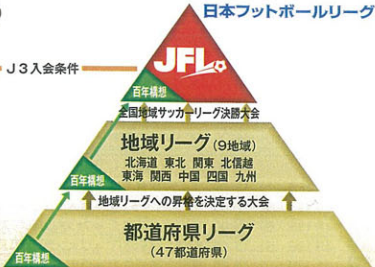 日本フットボールリーグ
JFL
J3入会条件
百年構想
全国地域サッカーリーグ決勝大会
地域リーグ(9地域)
北海道 東北 関東 北信越
東海 関西 中国 四国 九州
百年構想
地域リーグへの昇格を決定する大会
都道府県リーグ
(47都道府県)
百年構想